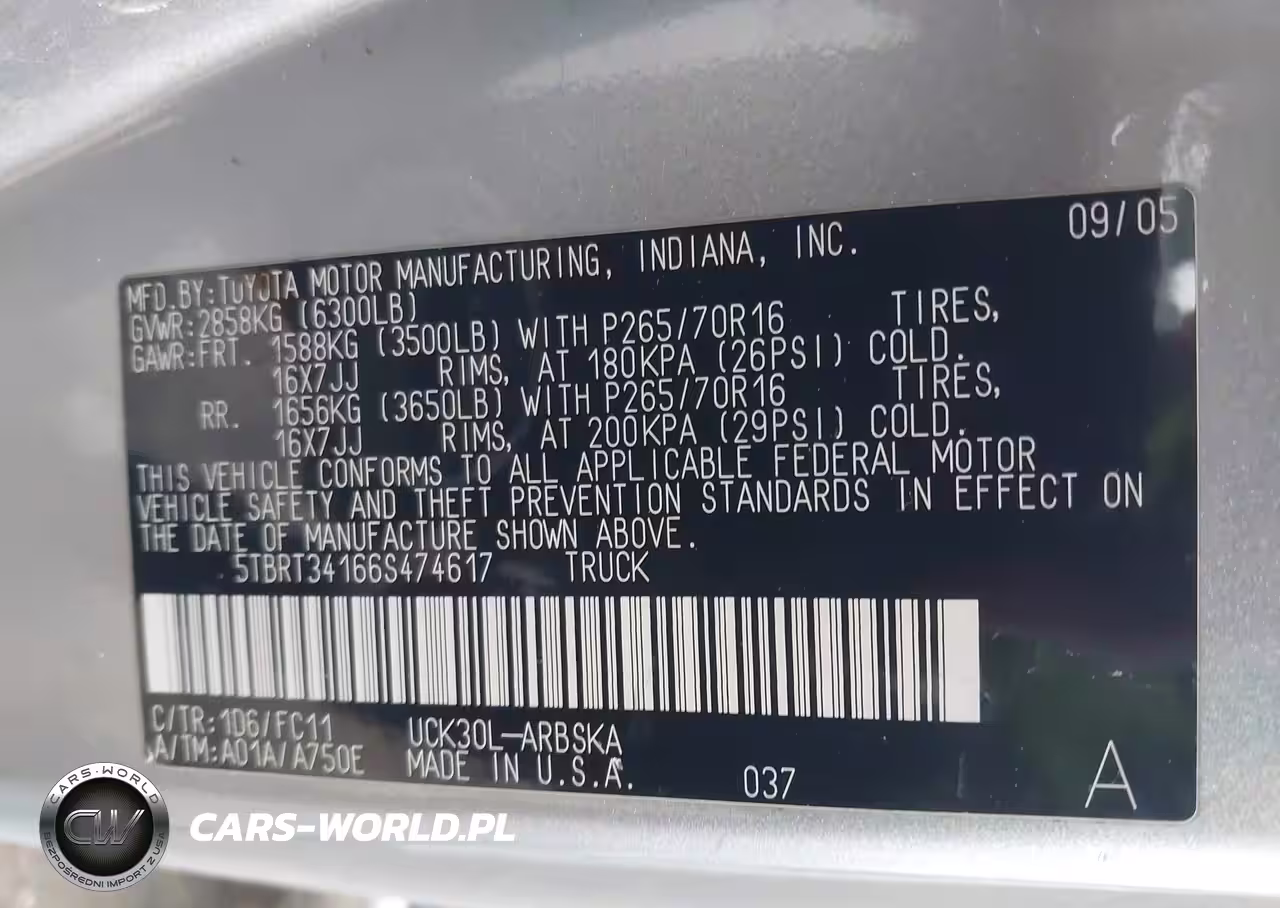 09/05
MFD.BY:TOYOTA MOTOR MANUFACTURING, INDIANA, INC.
GVWR:2858KG (6300LB)
GAWR:FRT. 1588KG (3500LB) WITH P265/70R16 TIRES,
16X7JJ RIMS, AT 180KPA (26PSI) COLD.
RR. 1656KG (3650LB) WITH P265/70R16 TIRES,
16X7JJ RIMS, AT 200KPA (29PSI) COLD.
THIS VEHICLE CONFORMS TO ALL APPLICABLE FEDERAL MOTOR
VEHICLE SAFETY AND THEFT PREVENTION STANDARDS IN EFFECT ON
THE DATE OF MANUFACTURE SHOWN ABOVE.
5TBRT34166S474617 TRUCK
C/TR:1D6/FC11 UCK30L-ARBSKA
A/TM:A01A/A750E MADE IN U.S.A. 037 A
CARS-WORLD
CW
BEZPOŚREDNI IMPORT Z USA
CARS-WORLD.PL